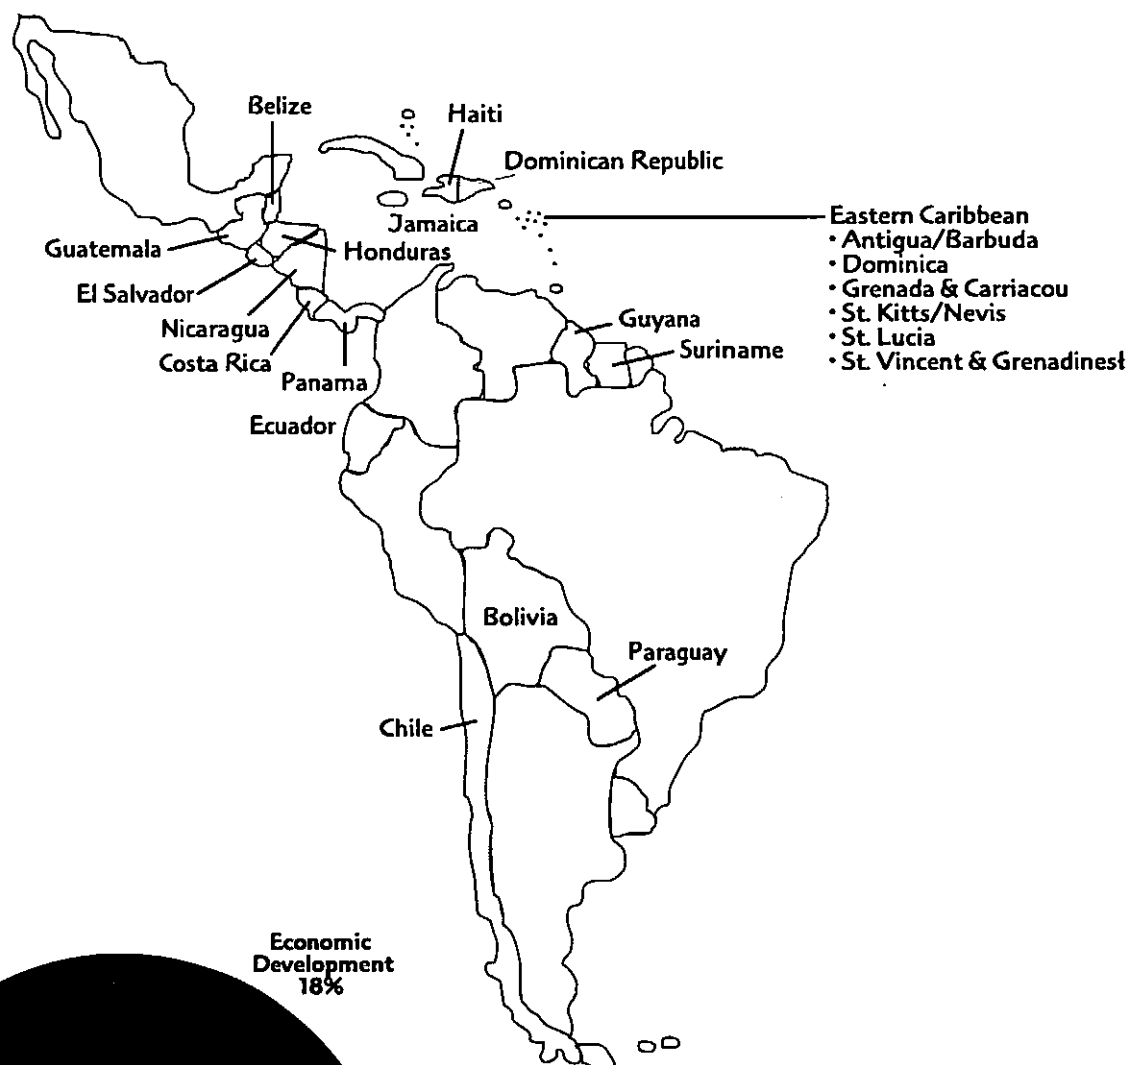 Belize
Haiti
Dominican Republic
Jamaica
Eastern Caribbean
• Antigua/Barbuda
• Dominica
• Grenada & Carriacou
• St. Kitts/Nevis
• St. Lucia
• St. Vincent & Grenadines
Guatemala
Honduras
El Salvador
Nicaragua
Costa Rica
Panama
Guyana
Suriname
Ecuador
Bolivia
Paraguay
Chile
Economic
Development
18%